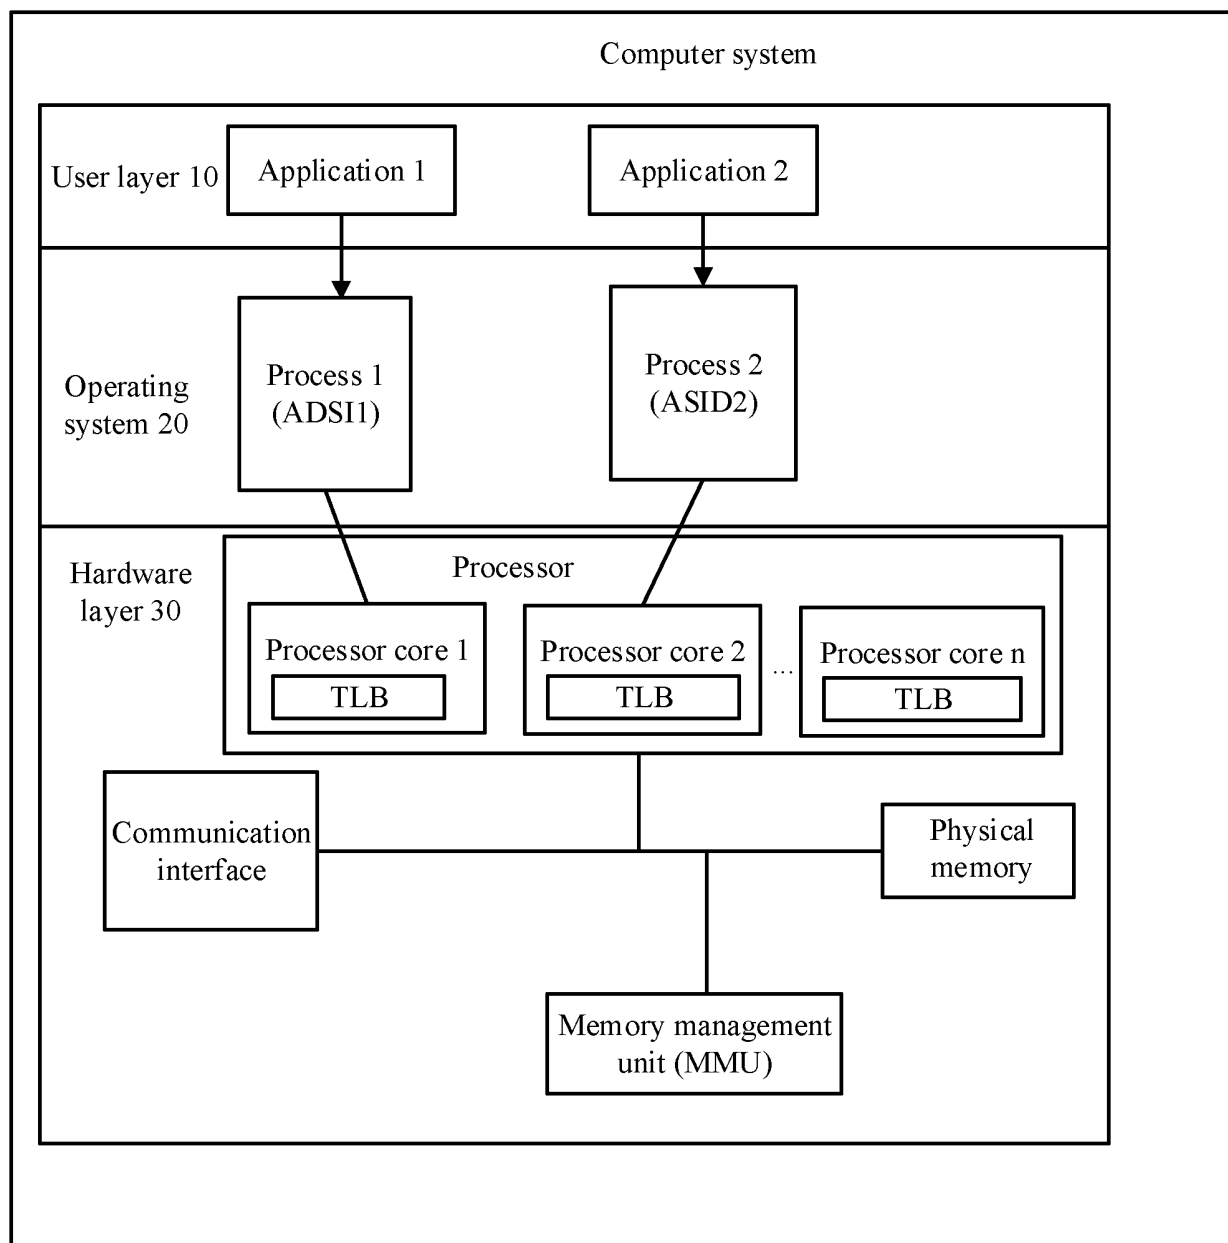 Computer system
User layer 10
Application 1
Application 2
Operating
system 20
Process 1
(ADSI1)
Process 2
(ASID2)
Hardware
layer 30
Processor
Processor core 1
TLB
Processor core 2
TLB
...
Processor core n
TLB
Communication
interface
Physical
memory
Memory management
unit (MMU)